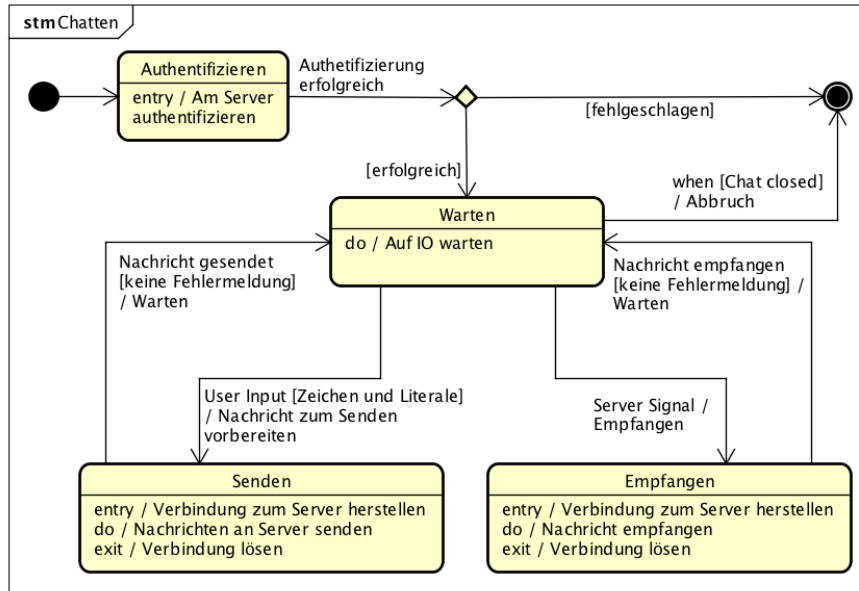 stm Chatten
Authentifizieren
entry / Am Server
authentifizieren
Authetifizierung
erfolgreich
[fehlgeschlagen]
[erfolgreich]
when [Chat closed]
/ Abbruch
Warten
do / Auf IO warten
Nachricht gesendet
[keine Fehlermeldung]
/ Warten
Nachricht empfangen
[keine Fehlermeldung] /
Warten
User Input [Zeichen und Literale]
/ Nachricht zum Senden
vorbereiten
Server Signal /
Empfangen
Senden
entry / Verbindung zum Server herstellen
do / Nachrichten an Server senden
exit / Verbindung lösen
Empfangen
entry / Verbindung zum Server herstellen
do / Nachricht empfangen
exit / Verbindung lösen